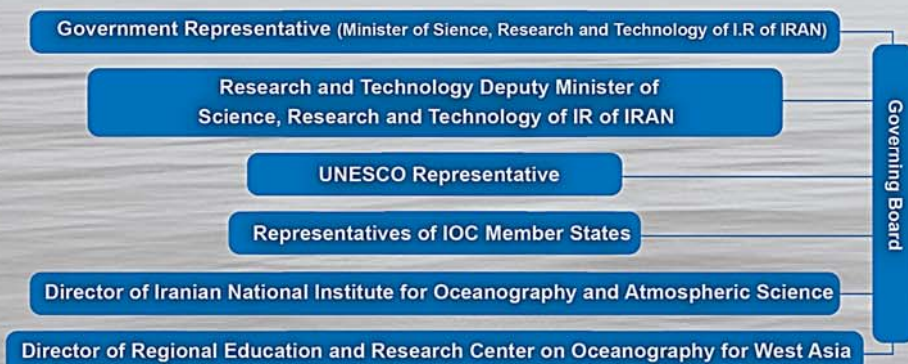 Government Representative (Minister of Sience, Research and Technology of I.R of IRAN)
Research and Technology Deputy Minister of
Science, Research and Technology of IR of IRAN
UNESCO Representative
Representatives of IOC Member States
Director of Iranian National Institute for Oceanography and Atmospheric Science
Director of Regional Education and Research Center on Oceanography for West Asia
Governing Board